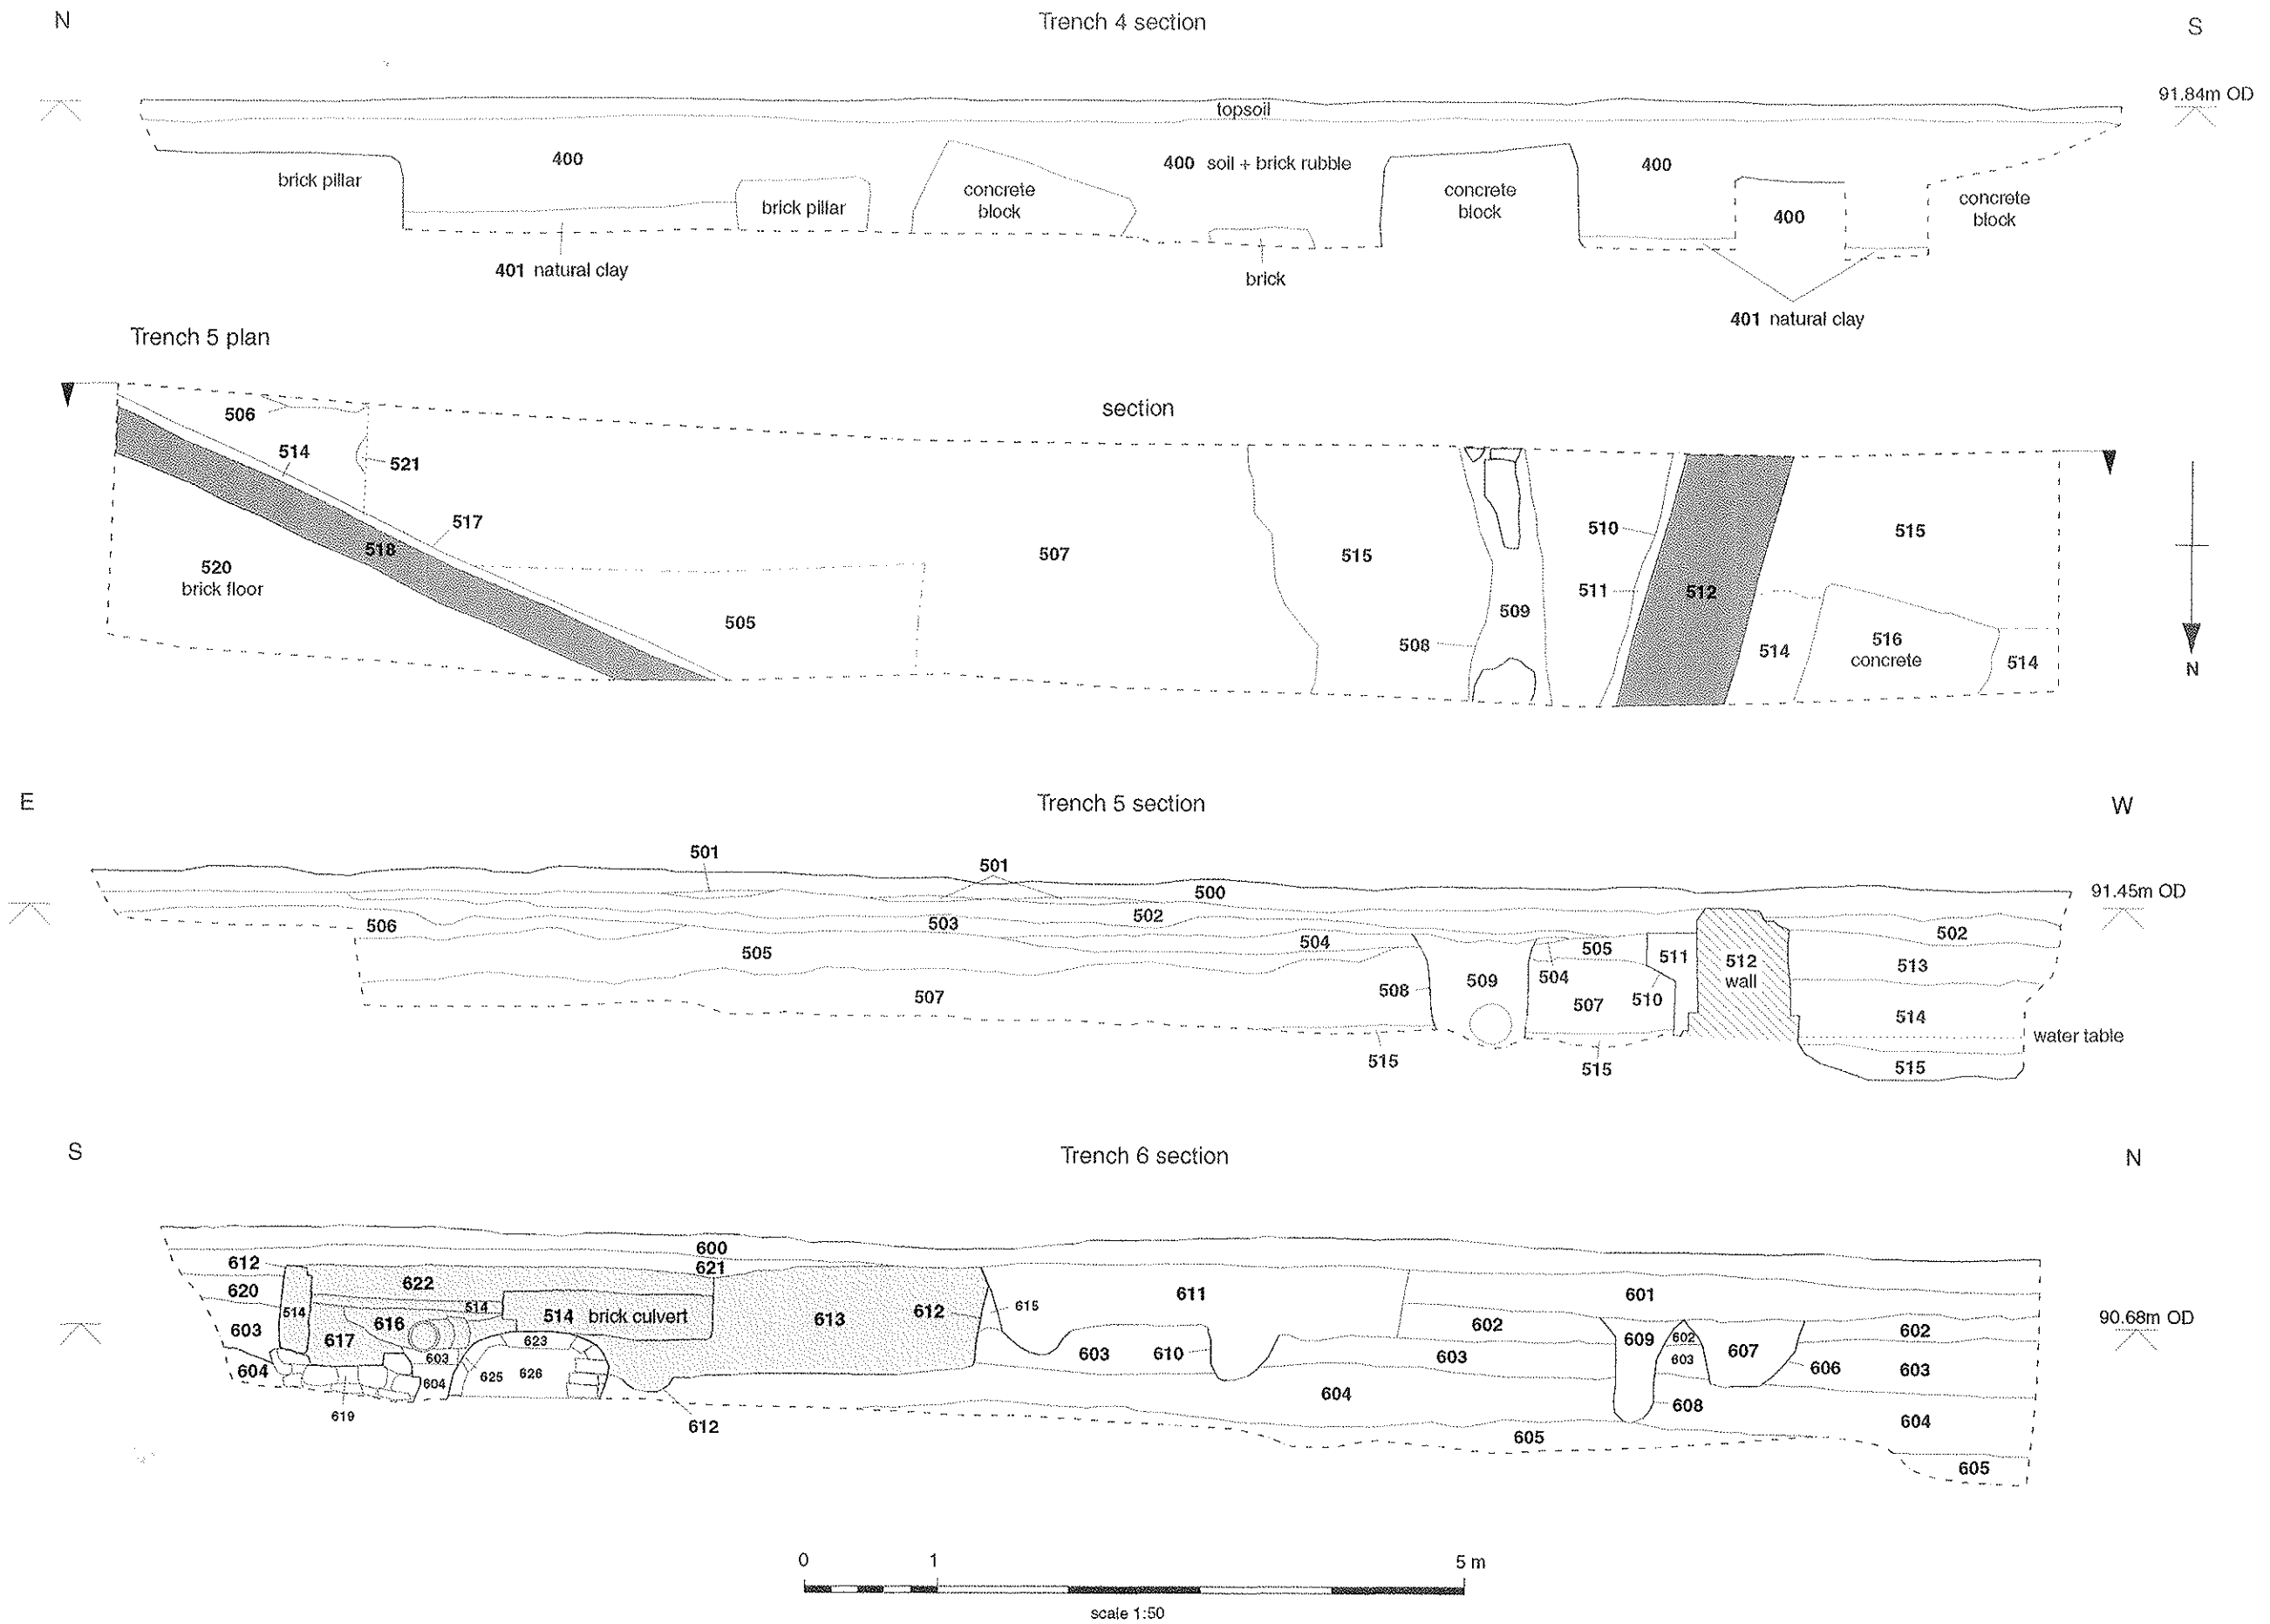 N
Trench 4 section
S
91.84m OD
topsoil
400
400 soil + brick rubble
400
brick pillar
brick pillar
concrete
block
concrete
block
400
concrete
block
401 natural clay
brick
401 natural clay
Trench 5 plan
section
506
514
521
517
518
520
brick floor
505
507
515
508
509
510
511
512
515
514
516
concrete
514
N
E
Trench 5 section
W
501
501
500
91.45m OD
506
503
502
504
502
505
505
511
512
wall
513
507
508
509
504
507
510
514
water table
515
515
515
S
Trench 6 section
N
600
612
621
622
620
514
514
514 brick culvert
613
612
615
611
601
90.68m OD
603
617
616
623
603
604
604
625
626
619
612
603
610
602
603
609
602
603
607
602
606
603
604
608
604
605
605
0
1
5 m
scale 1:50